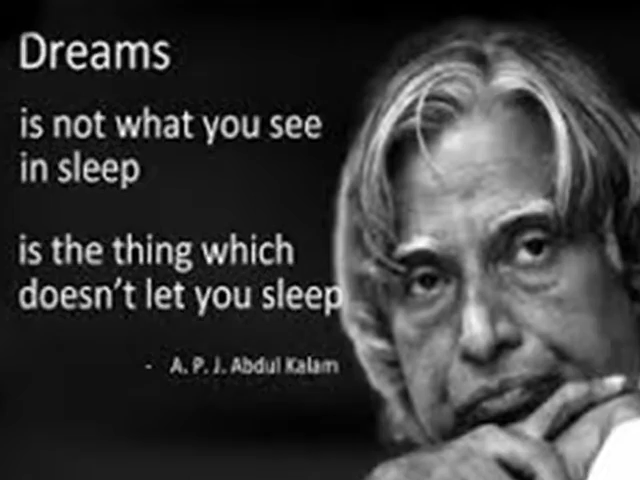 Dreams
is not what you see
in sleep
is the thing which
doesn't let you sleep
- A. P. J. Abdul Kalam